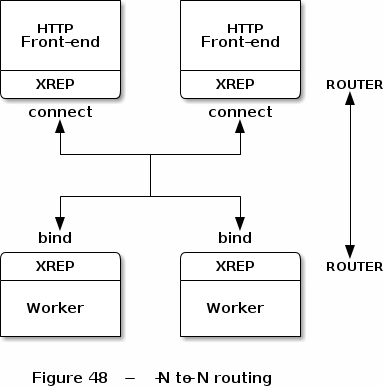 HTTP
Front-end
HTTP
Front-end
XREP
XREP
ROUTER
connect
connect
bind
bind
XREP
XREP
ROUTER
Worker
Worker
Figure 48 - -N to-N routing